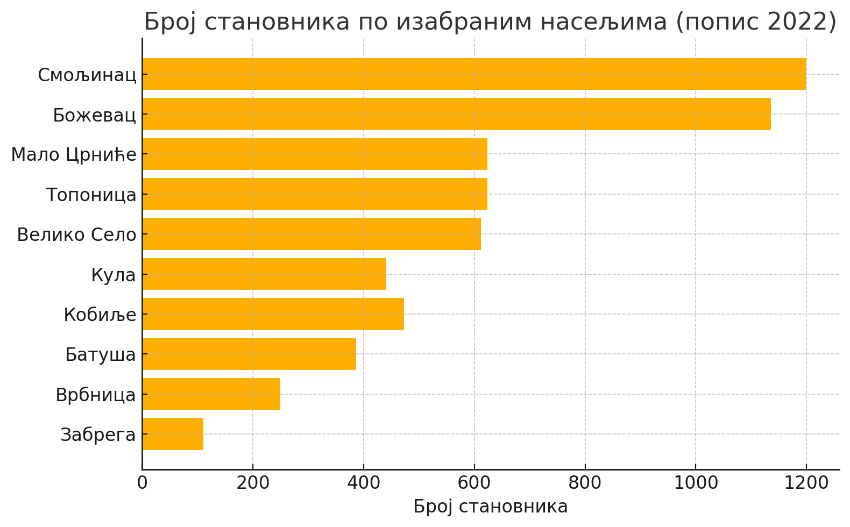 Број становника по изабраним насељима (попис 2022)
Смољинац
Божевац
Мало Црниће
Топоница
Велико Село
Кула
Кобиље
Батуша
Врбница
Забрега
0 200 400 600 800 1000 1200
Број становника